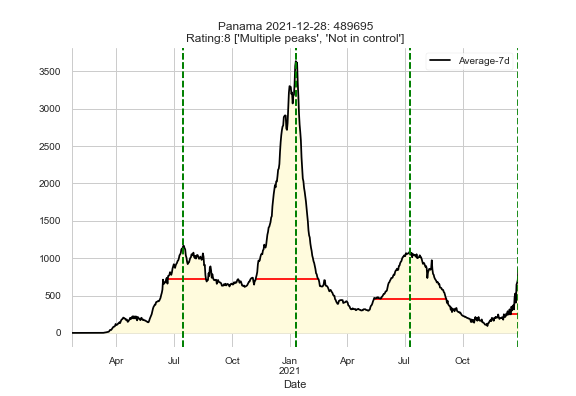 Panama 2021-12-28: 489695
Rating:8 ['Multiple peaks', 'Not in control']
Average-7d
3500
3000
2500
2000
1500
1000
500
0
Apr Jul Oct Jan Apr Jul Oct
2021
Date